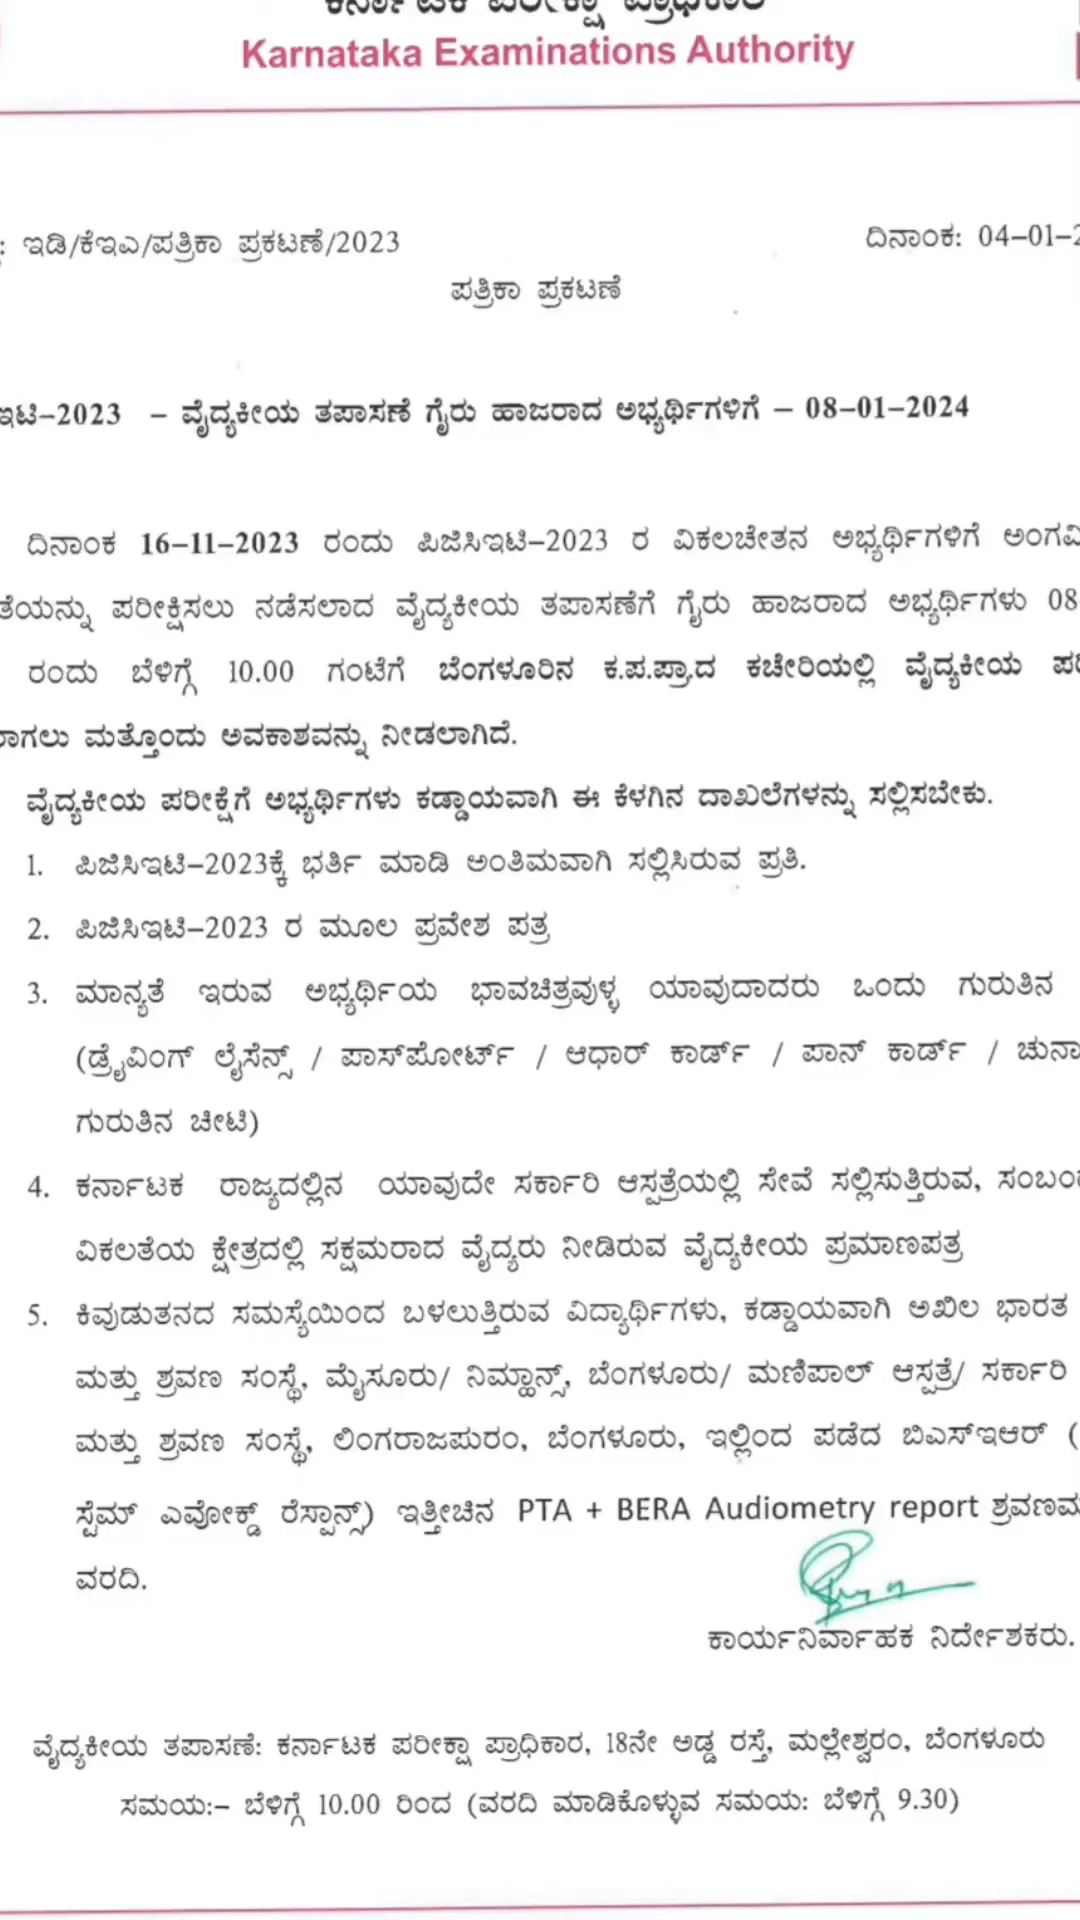 ಕರ್ನಾಟಕ ಪರೀಕ್ಷಾ ಪ್ರಾಧಿಕಾರ
Karnataka Examinations Authority
: ಇಡಿ/ಕೆಇಎ/ಪತ್ರಿಕಾ ಪ್ರಕಟಣೆ/2023
ದಿನಾಂಕ: 04–01–2
ಪತ್ರಿಕಾ ಪ್ರಕಟಣೆ
ಇಟಿ–2023 – ವೈದ್ಯಕೀಯ ತಪಾಸಣೆ ಗೈರು ಹಾಜರಾದ ಅಭ್ಯರ್ಥಿಗಳಿಗೆ – 08–01–2024
ದಿನಾಂಕ 16–11–2023 ರಂದು ಪಿಜಿಸಿಇಟಿ–2023 ರ ವಿಕಲಚೇತನ ಅಭ್ಯರ್ಥಿಗಳಿಗೆ ಅಂಗವಿ
ತೆಯನ್ನು ಪರೀಕ್ಷಿಸಲು ನಡೆಸಲಾದ ವೈದ್ಯಕೀಯ ತಪಾಸಣೆಗೆ ಗೈರು ಹಾಜರಾದ ಅಭ್ಯರ್ಥಿಗಳು 08
ರಂದು ಬೆಳಿಗ್ಗೆ 10.00 ಗಂಟೆಗೆ ಬೆಂಗಳೂರಿನ ಕ.ಪ.ಪ್ರಾ.ದ ಕಚೇರಿಯಲ್ಲಿ ವೈದ್ಯಕೀಯ ಪರಿ
ರಾಗಲು ಮತ್ತೊಂದು ಅವಕಾಶವನ್ನು ನೀಡಲಾಗಿದೆ.
ವೈದ್ಯಕೀಯ ಪರೀಕ್ಷೆಗೆ ಅಭ್ಯರ್ಥಿಗಳು ಕಡ್ಡಾಯವಾಗಿ ಈ ಕೆಳಗಿನ ದಾಖಲೆಗಳನ್ನು ಸಲ್ಲಿಸಬೇಕು.
1. ಪಿಜಿಸಿಇಟಿ–2023ಕ್ಕೆ ಭರ್ತಿ ಮಾಡಿ ಅಂತಿಮವಾಗಿ ಸಲ್ಲಿಸಿರುವ ಪ್ರತಿ.
2. ಪಿಜಿಸಿಇಟಿ–2023 ರ ಮೂಲ ಪ್ರವೇಶ ಪತ್ರ
3. ಮಾನ್ಯತೆ ಇರುವ ಅಭ್ಯರ್ಥಿಯ ಭಾವಚಿತ್ರವುಳ್ಳ ಯಾವುದಾದರು ಒಂದು ಗುರುತಿನ
(ಡ್ರೈವಿಂಗ್ ಲೈಸೆನ್ಸ್ / ಪಾಸ್‌ಪೋರ್ಟ್ / ಆಧಾರ್ ಕಾರ್ಡ್ / ಪಾನ್ ಕಾರ್ಡ್ / ಚುನಾ
ಗುರುತಿನ ಚೀಟಿ)
4. ಕರ್ನಾಟಕ ರಾಜ್ಯದಲ್ಲಿನ ಯಾವುದೇ ಸರ್ಕಾರಿ ಆಸ್ಪತ್ರೆಯಲ್ಲಿ ಸೇವೆ ಸಲ್ಲಿಸುತ್ತಿರುವ, ಸಂಬಂ
ವಿಕಲತೆಯ ಕ್ಷೇತ್ರದಲ್ಲಿ ಸಕ್ಷಮರಾದ ವೈದ್ಯರು ನೀಡಿರುವ ವೈದ್ಯಕೀಯ ಪ್ರಮಾಣಪತ್ರ
5. ಕಿವುಡುತನದ ಸಮಸ್ಯೆಯಿಂದ ಬಳಲುತ್ತಿರುವ ವಿದ್ಯಾರ್ಥಿಗಳು, ಕಡ್ಡಾಯವಾಗಿ ಅಖಿಲ ಭಾರತ
ಮತ್ತು ಶ್ರವಣ ಸಂಸ್ಥೆ, ಮೈಸೂರು/ ನಿಮ್ಹಾನ್ಸ್, ಬೆಂಗಳೂರು/ ಮಣಿಪಾಲ್ ಆಸ್ಪತ್ರೆ/ ಸರ್ಕಾರಿ
ಮತ್ತು ಶ್ರವಣ ಸಂಸ್ಥೆ, ಲಿಂಗರಾಜಪುರಂ, ಬೆಂಗಳೂರು, ಇಲ್ಲಿಂದ ಪಡೆದ ಬಿಎಸ್‌ಇಆರ್ (
ಸ್ಟೆಮ್ ಎವೋಕ್ಡ್ ರೆಸ್ಪಾನ್ಸ್) ಇತ್ತೀಚಿನ PTA + BERA Audiometry report ಶ್ರವಣಮ
ವರದಿ.
ಕಾರ್ಯನಿರ್ವಾಹಕ ನಿರ್ದೇಶಕರು.
ವೈದ್ಯಕೀಯ ತಪಾಸಣೆ: ಕರ್ನಾಟಕ ಪರೀಕ್ಷಾ ಪ್ರಾಧಿಕಾರ, 18ನೇ ಅಡ್ಡ ರಸ್ತೆ, ಮಲ್ಲೇಶ್ವರಂ, ಬೆಂಗಳೂರು
ಸಮಯ:– ಬೆಳಿಗ್ಗೆ 10.00 ರಿಂದ (ವರದಿ ಮಾಡಿಕೊಳ್ಳುವ ಸಮಯ: ಬೆಳಿಗ್ಗೆ 9.30)